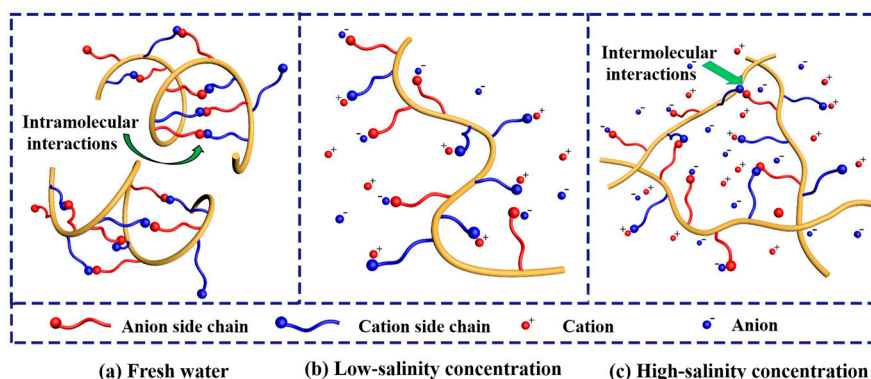 Intramolecular
interactions
Intermolecular
interactions
Anion side chain
Cation side chain
+
Cation
-
Anion
(a) Fresh water
(b) Low-salinity concentration
(c) High-salinity concentration